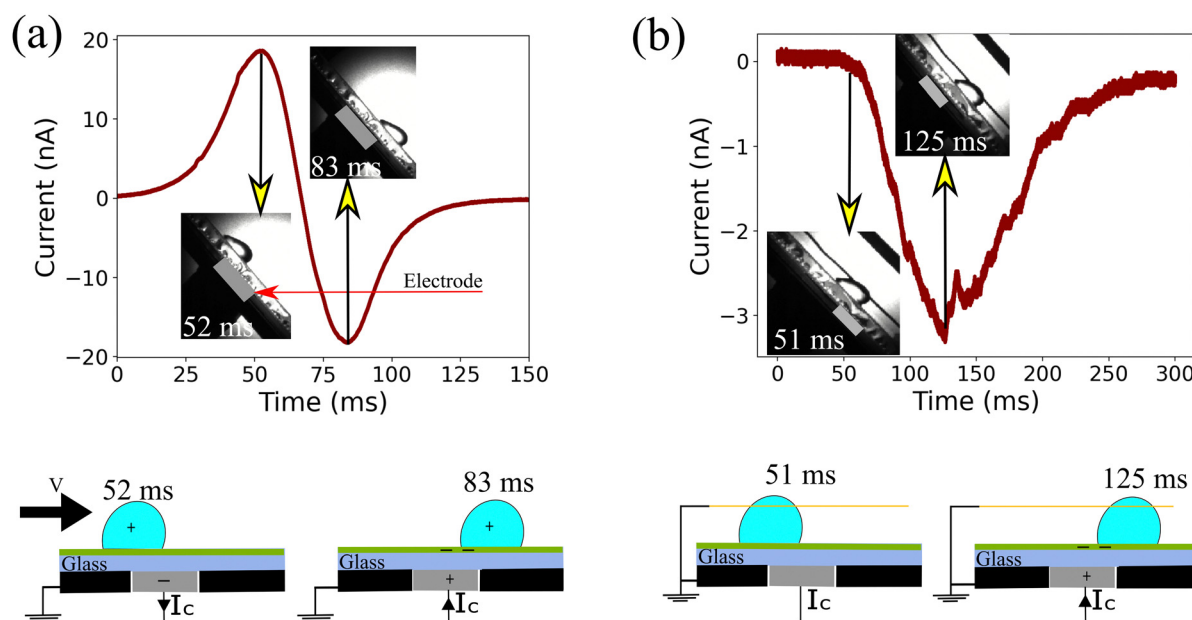 (a)
20
10
0
−10
−20
Current (nA)
83 ms
52 ms
Electrode
0 25 50 75 100 125 150
Time (ms)
(b)
0
−1
−2
−3
Current (nA)
125 ms
51 ms
0 50 100 150 200 250 300
Time (ms)
V
52 ms
+
Glass
−
Ic
83 ms
+
− −
Glass
+
Ic
51 ms
Glass
Ic
125 ms
− −
Glass
+
Ic